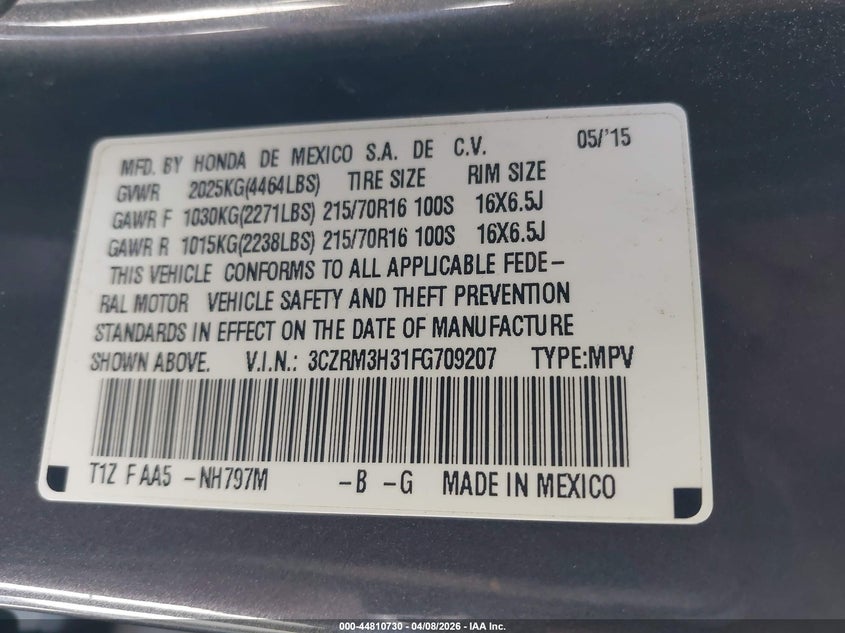 MFD. BY HONDA DE MEXICO S.A. DE C.V. 05/'15
GVWR 2025KG(4464LBS) TIRE SIZE RIM SIZE
GAWR F 1030KG(2271LBS) 215/70R16 100S 16X6.5J
GAWR R 1015KG(2238LBS) 215/70R16 100S 16X6.5J
THIS VEHICLE CONFORMS TO ALL APPLICABLE FEDE-
RAL MOTOR VEHICLE SAFETY AND THEFT PREVENTION
STANDARDS IN EFFECT ON THE DATE OF MANUFACTURE
SHOWN ABOVE. V.I.N.: 3CZRM3H31FG709207 TYPE:MPV
T1Z F AA5 -NH797M -B -G MADE IN MEXICO
000-44810730 - 04/08/2026 - IAA Inc.